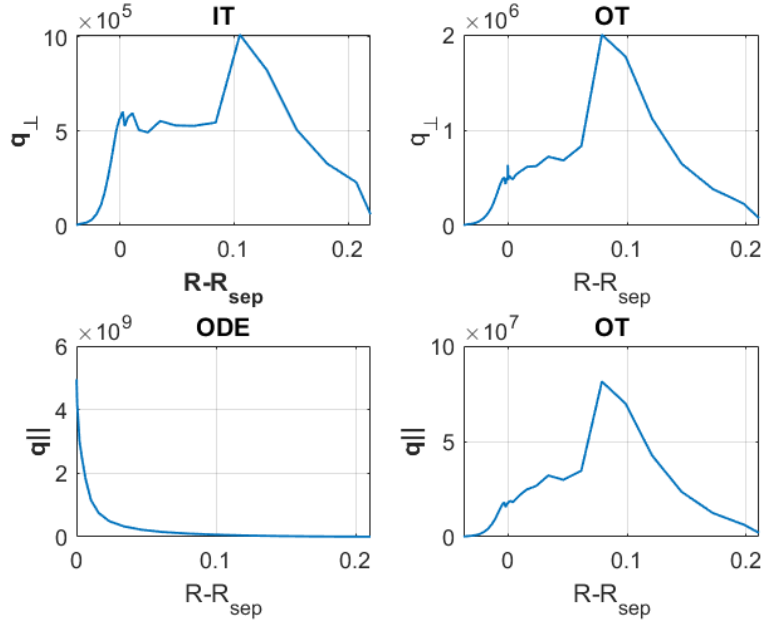 IT
×10^5
10
5
0
0
0.1
0.2
q⊥
R-R_sep
OT
×10^6
2
1
0
0
0.1
0.2
q⊥
R-R_sep
ODE
×10^9
6
4
2
0
0
0.1
0.2
q||
R-R_sep
OT
×10^7
10
5
0
0
0.1
0.2
q||
R-R_sep